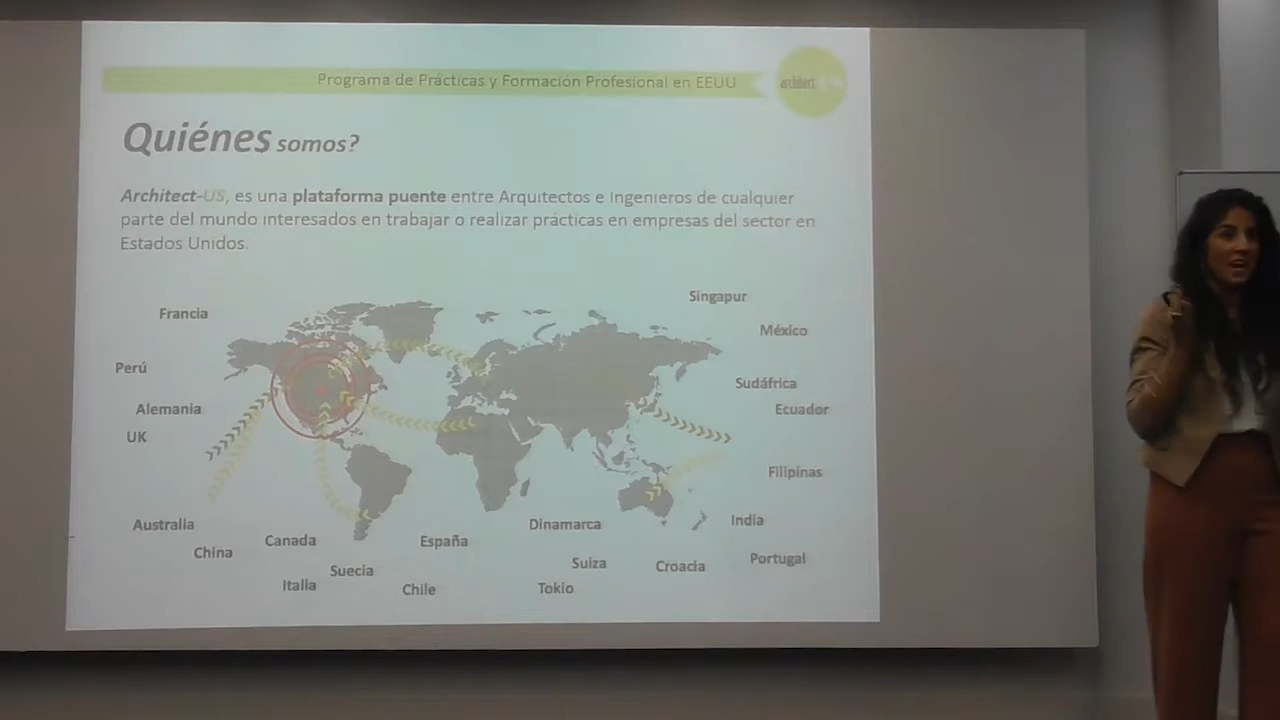 Programa de Prácticas y Formación Profesional en EEUU
architect
Quiénes somos?
Architect-US, es una plataforma puente entre Arquitectos e Ingenieros de cualquier
parte del mundo interesados en trabajar o realizar prácticas en empresas del sector en
Estados Unidos.
Singapur
Francia
México
Perú
Sudáfrica
Alemania
Ecuador
UK
Filipinas
Australia
Dinamarca
India
Canada
España
China
Portugal
Suecia
Suiza
Croacia
Italia
Chile
Tokio